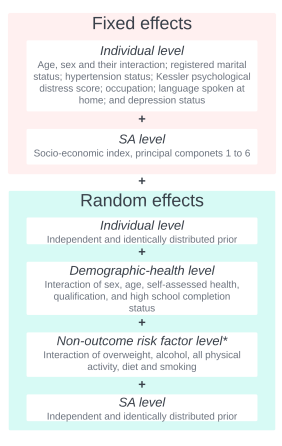 Fixed effects
Individual level
Age, sex and their interaction; registered marital
status; hypertension status; Kessler psychological
distress score; occupation; language spoken at
home; and depression status
+
SA level
Socio-economic index, principal componets 1 to 6
+
Random effects
Individual level
Independent and identically distributed prior
+
Demographic-health level
Interaction of sex, age, self-assessed health,
qualification, and high school completion
status
+
Non-outcome risk factor level*
Interaction of overweight, alcohol, all physical
activity, diet and smoking
+
SA level
Independent and identically distributed prior